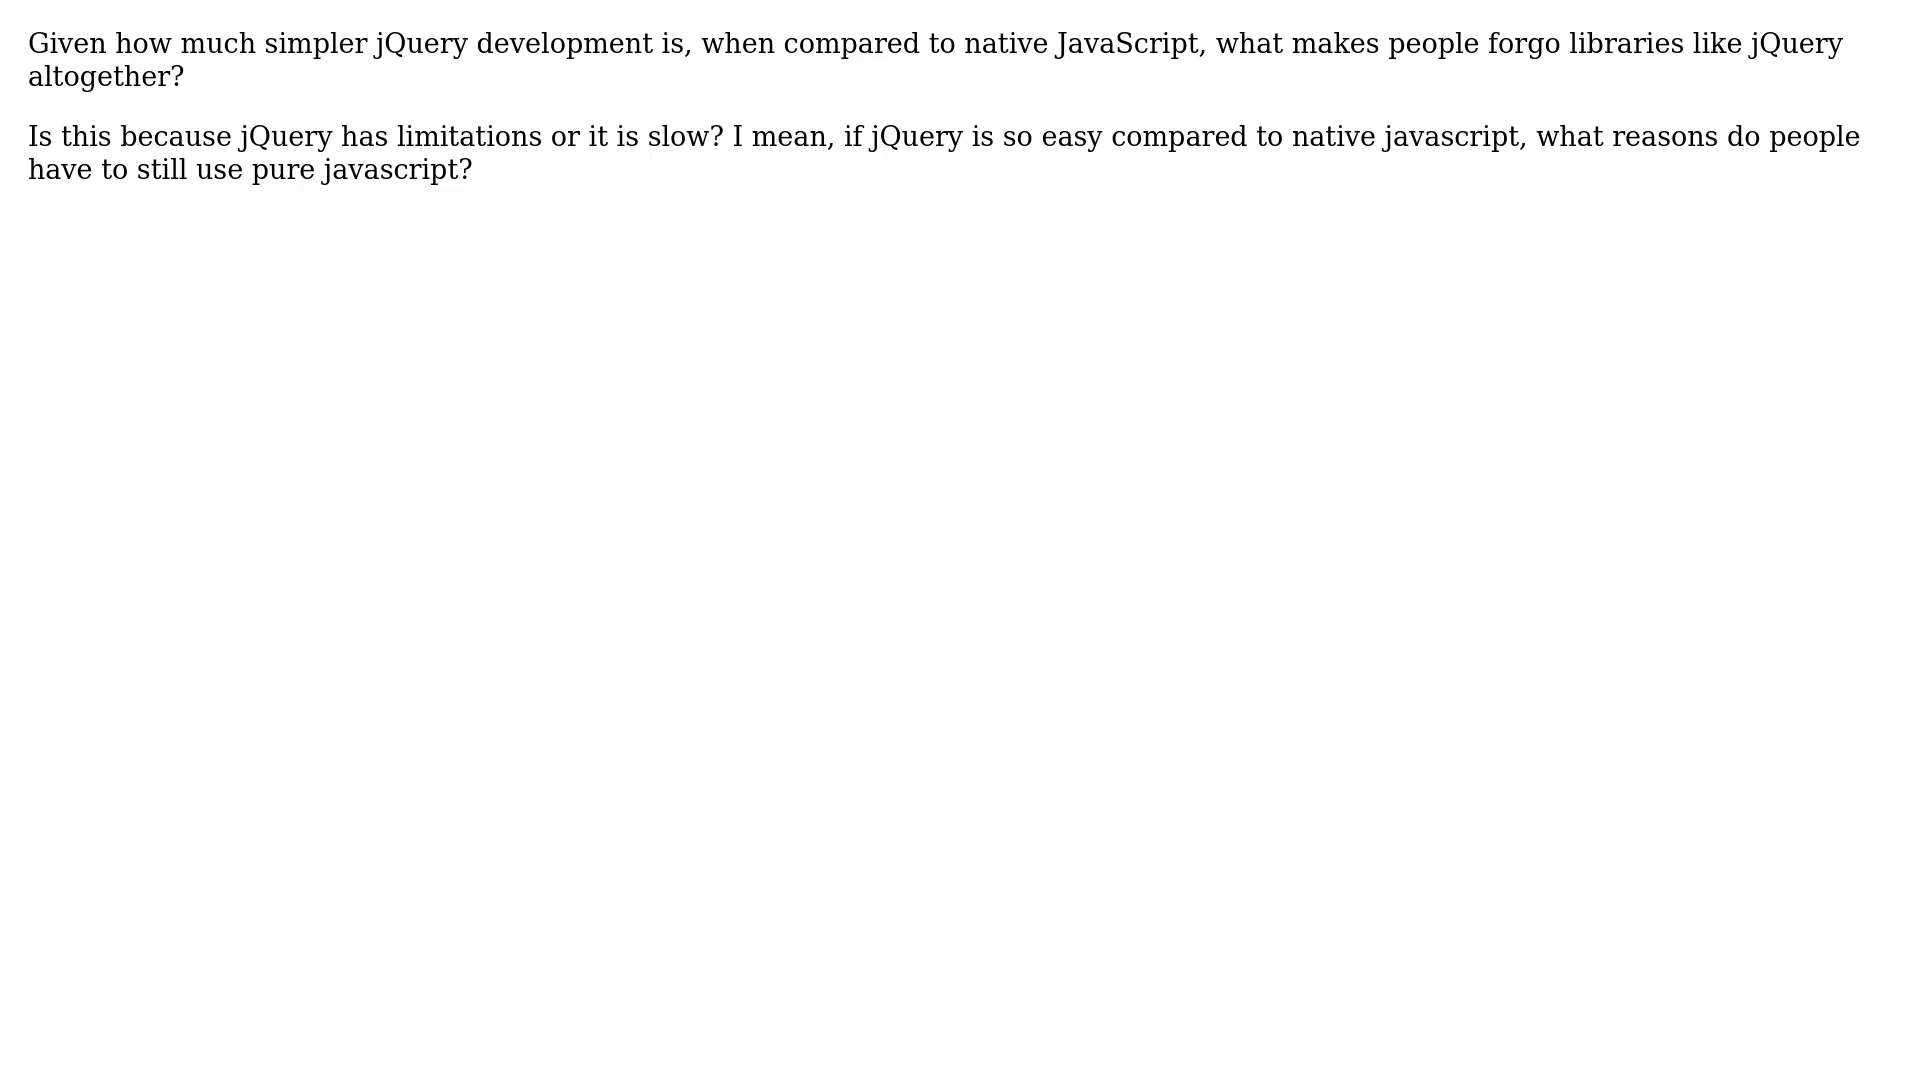 Given how much simpler jQuery development is, when compared to native JavaScript, what makes people forgo libraries like jQuery
altogether?
Is this because jQuery has limitations or it is slow? I mean, if jQuery is so easy compared to native javascript, what reasons do people
have to still use pure javascript?